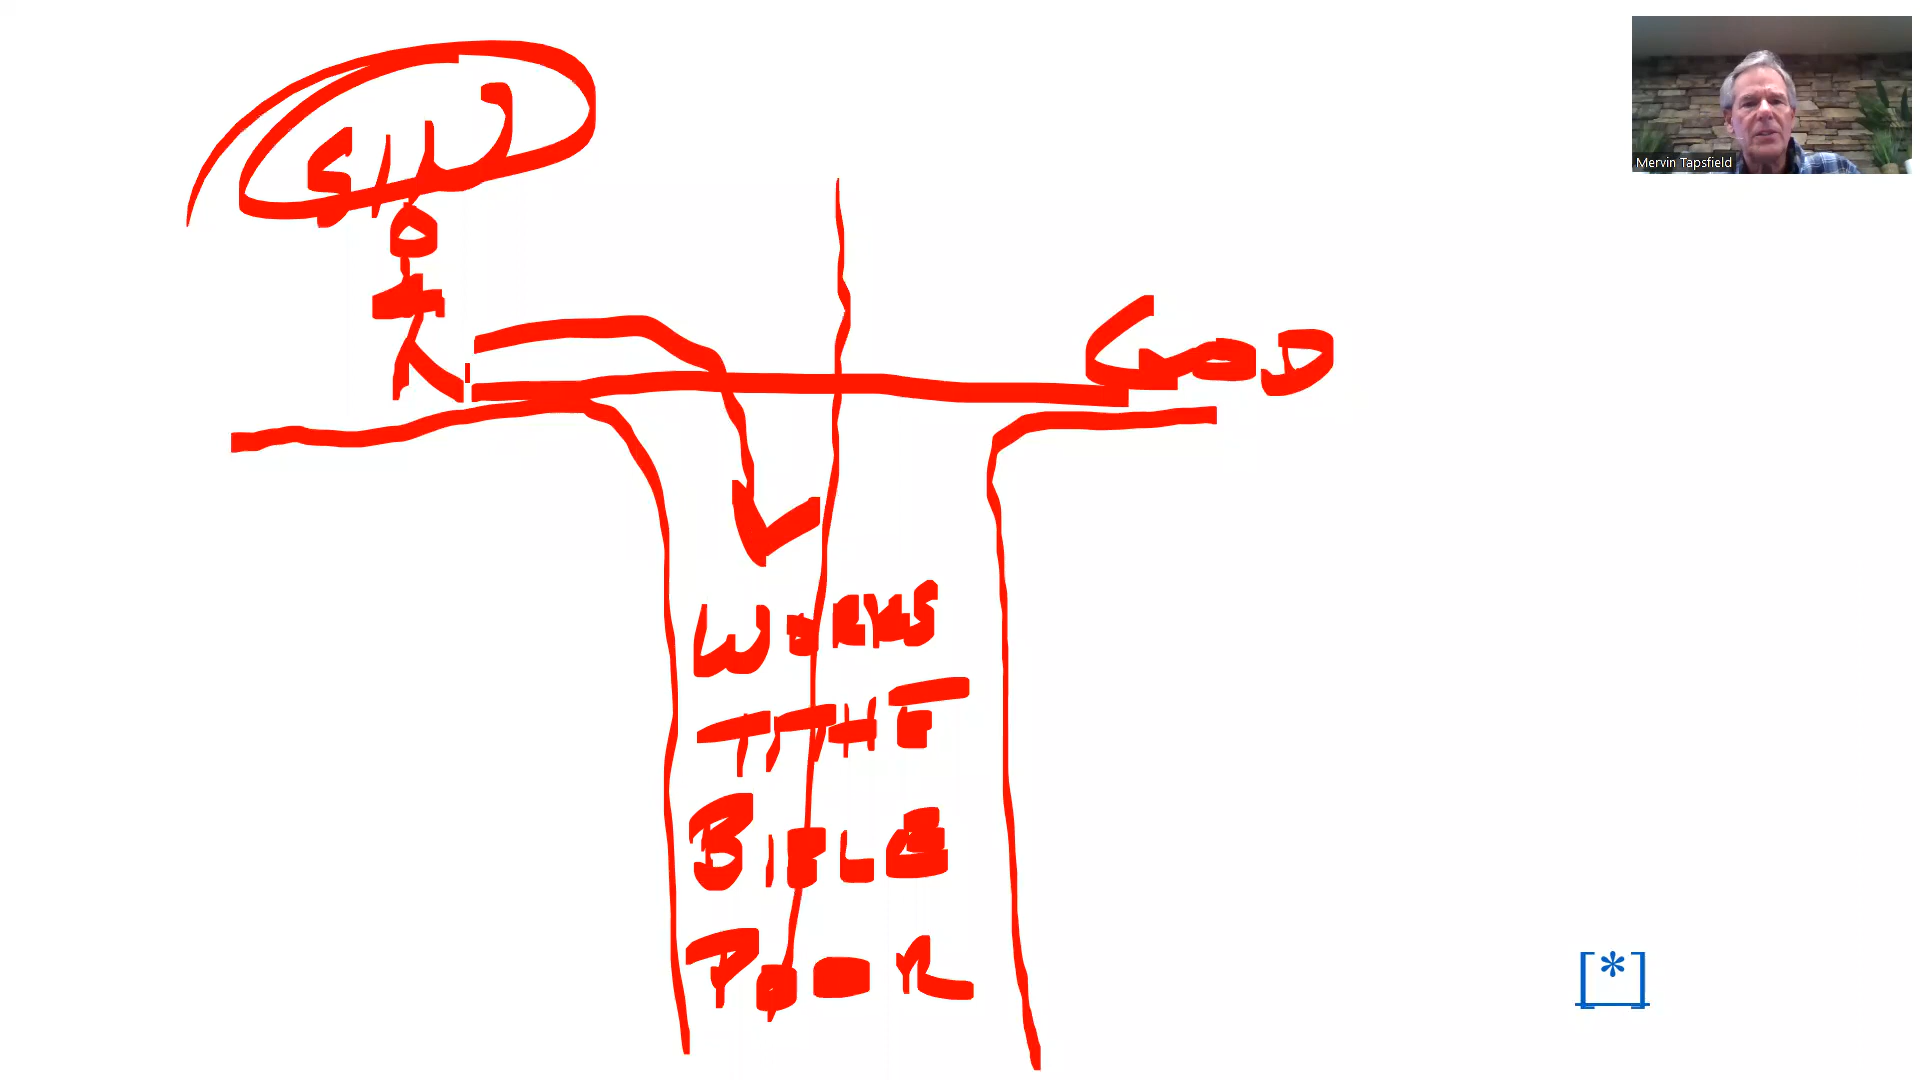 SIN
Mervin Tapsfield
GOD
WORKS
TITHE
BIBLE
POOR
[*]